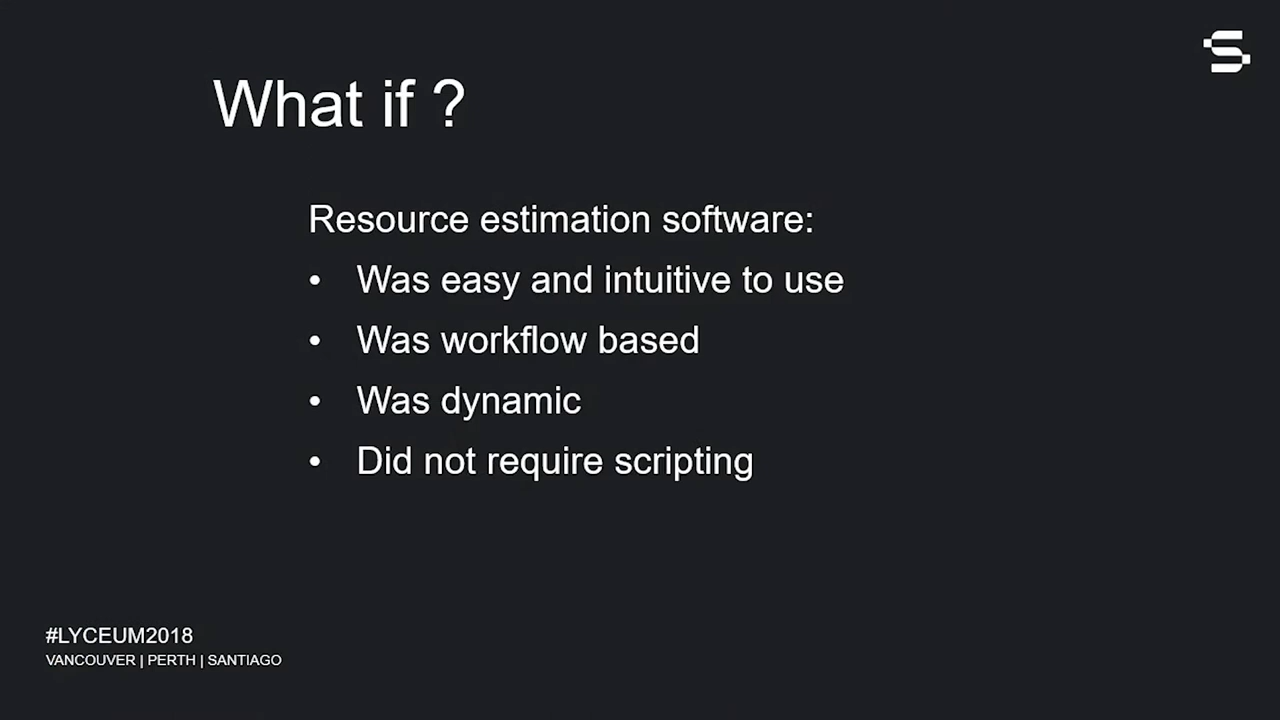 What if ?
Resource estimation software:
• Was easy and intuitive to use
• Was workflow based
• Was dynamic
• Did not require scripting
#LYCEUM2018
VANCOUVER | PERTH | SANTIAGO